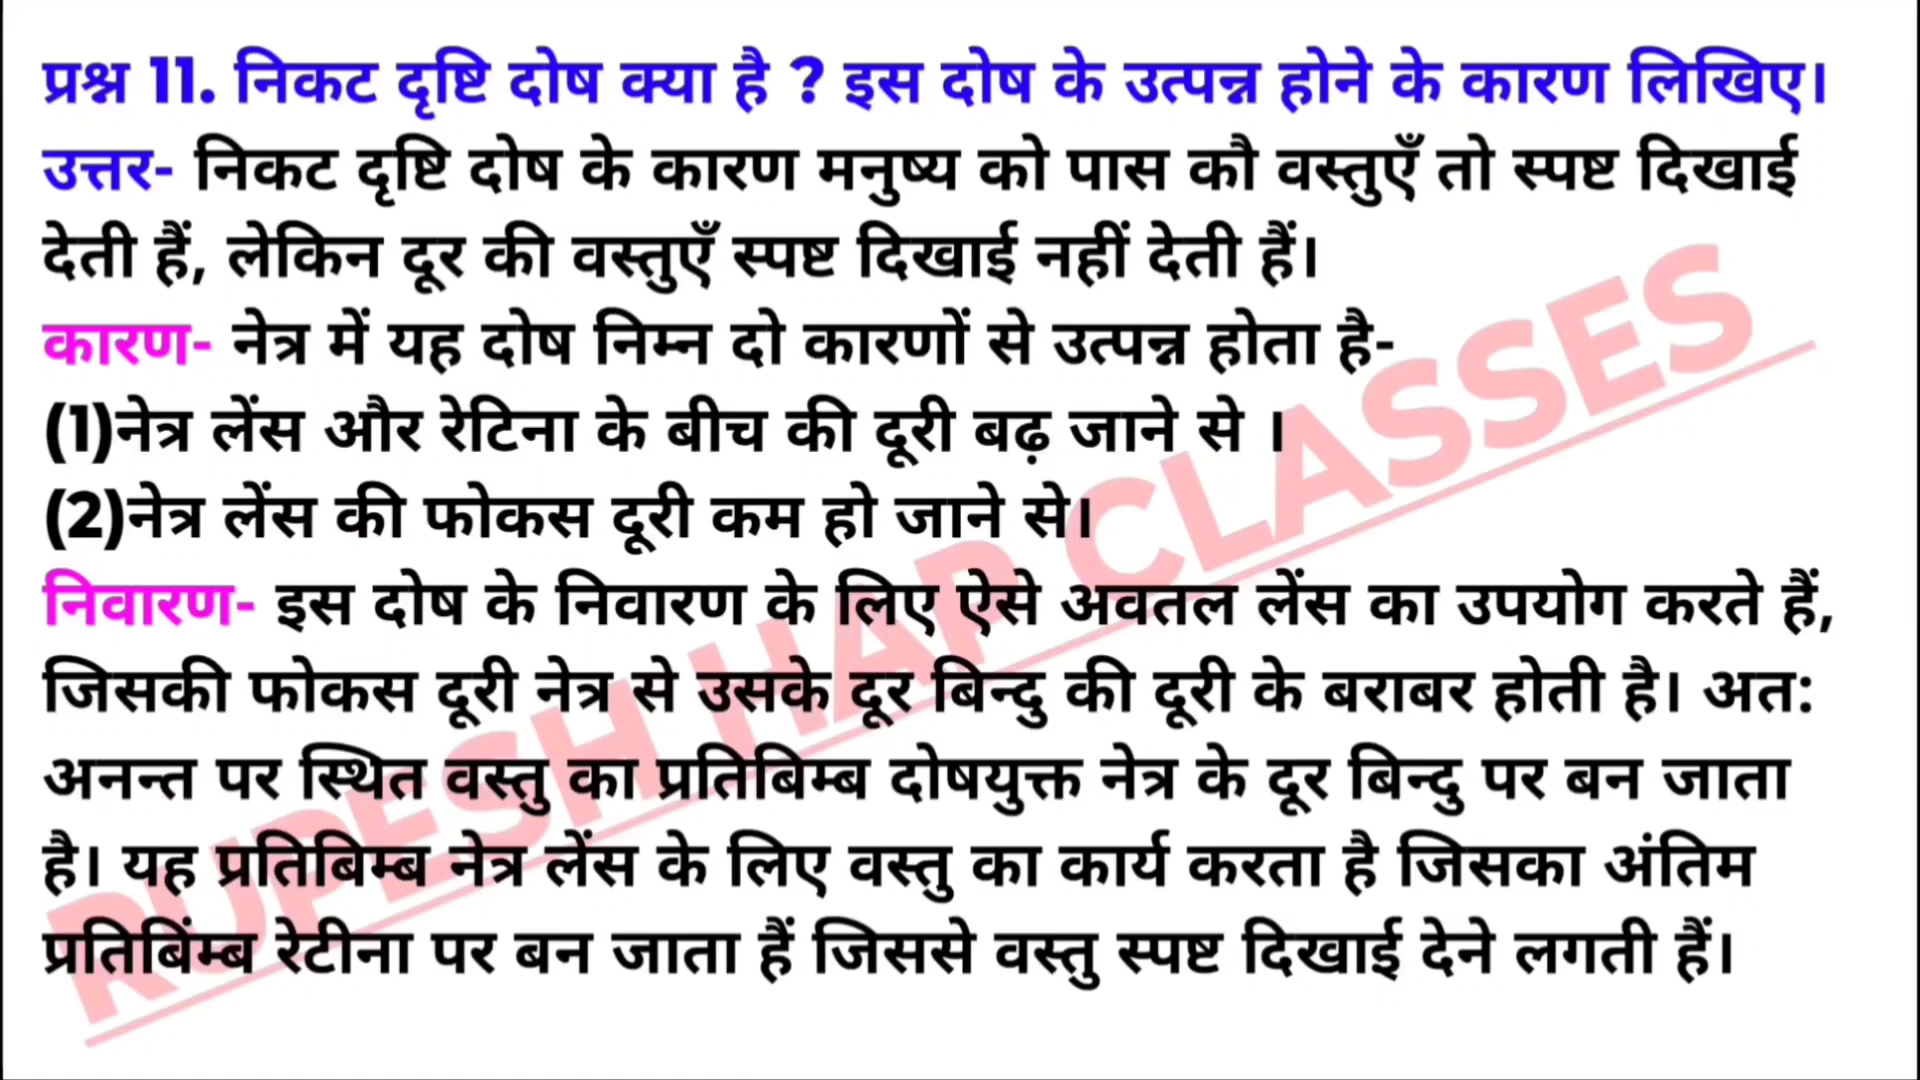 प्रश्न 11. निकट दृष्टि दोष क्या है ? इस दोष के उत्पन्न होने के कारण लिखिए।
उत्तर- निकट दृष्टि दोष के कारण मनुष्य को पास कौ वस्तुएँ तो स्पष्ट दिखाई
देती हैं, लेकिन दूर की वस्तुएँ स्पष्ट दिखाई नहीं देती हैं।
कारण- नेत्र में यह दोष निम्न दो कारणों से उत्पन्न होता है-
(1)नेत्र लेंस और रेटिना के बीच की दूरी बढ़ जाने से ।
(2)नेत्र लेंस की फोकस दूरी कम हो जाने से।
निवारण- इस दोष के निवारण के लिए ऐसे अवतल लेंस का उपयोग करते हैं,
जिसकी फोकस दूरी नेत्र से उसके दूर बिन्दु की दूरी के बराबर होती है। अत:
अनन्त पर स्थित वस्तु का प्रतिबिम्ब दोषयुक्त नेत्र के दूर बिन्दु पर बन जाता
है। यह प्रतिबिम्ब नेत्र लेंस के लिए वस्तु का कार्य करता है जिसका अंतिम
प्रतिबिंम्ब रेटीना पर बन जाता हैं जिससे वस्तु स्पष्ट दिखाई देने लगती हैं।
RUPESH HAP CLASSES